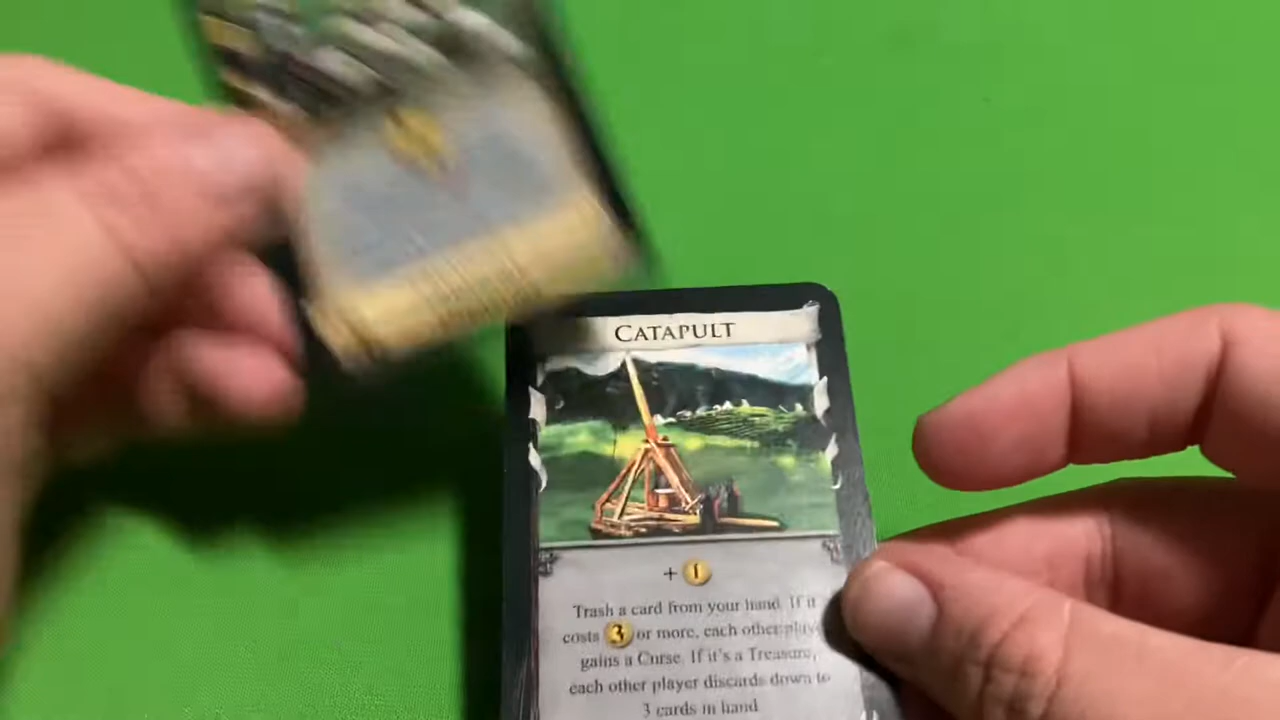 CATAPULT
+ 1
Trash a card from your hand. If it
costs 3 or more, each other
gains a Curse. If it's a Treasure,
each other player discards down to
3 cards in hand